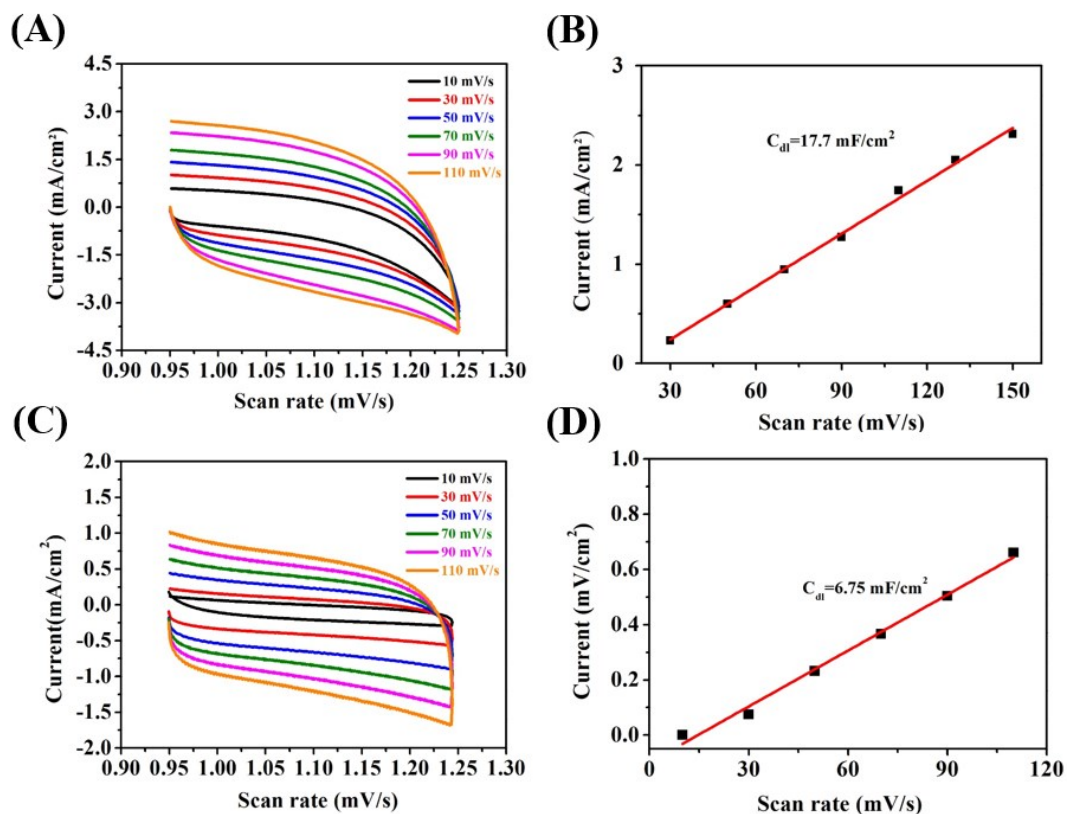 (A)
4.5
3.0
1.5
0.0
-1.5
-3.0
-4.5
Current (mA/cm²)
0.90 0.95 1.00 1.05 1.10 1.15 1.20 1.25 1.30
Scan rate (mV/s)
10 mV/s
30 mV/s
50 mV/s
70 mV/s
90 mV/s
110 mV/s
(B)
3
2
1
0
Current (mA/cm²)
30 60 90 120 150
Scan rate (mV/s)
C_dl=17.7 mF/cm²
(C)
2.0
1.5
1.0
0.5
0.0
-0.5
-1.0
-1.5
-2.0
Current(mA/cm²)
0.90 0.95 1.00 1.05 1.10 1.15 1.20 1.25 1.30
Scan rate (mV/s)
10 mV/s
30 mV/s
50 mV/s
70 mV/s
90 mV/s
110 mV/s
(D)
1.0
0.8
0.6
0.4
0.2
0.0
Current (mV/cm²)
0 30 60 90 120
Scan rate (mV/s)
C_dl=6.75 mF/cm²